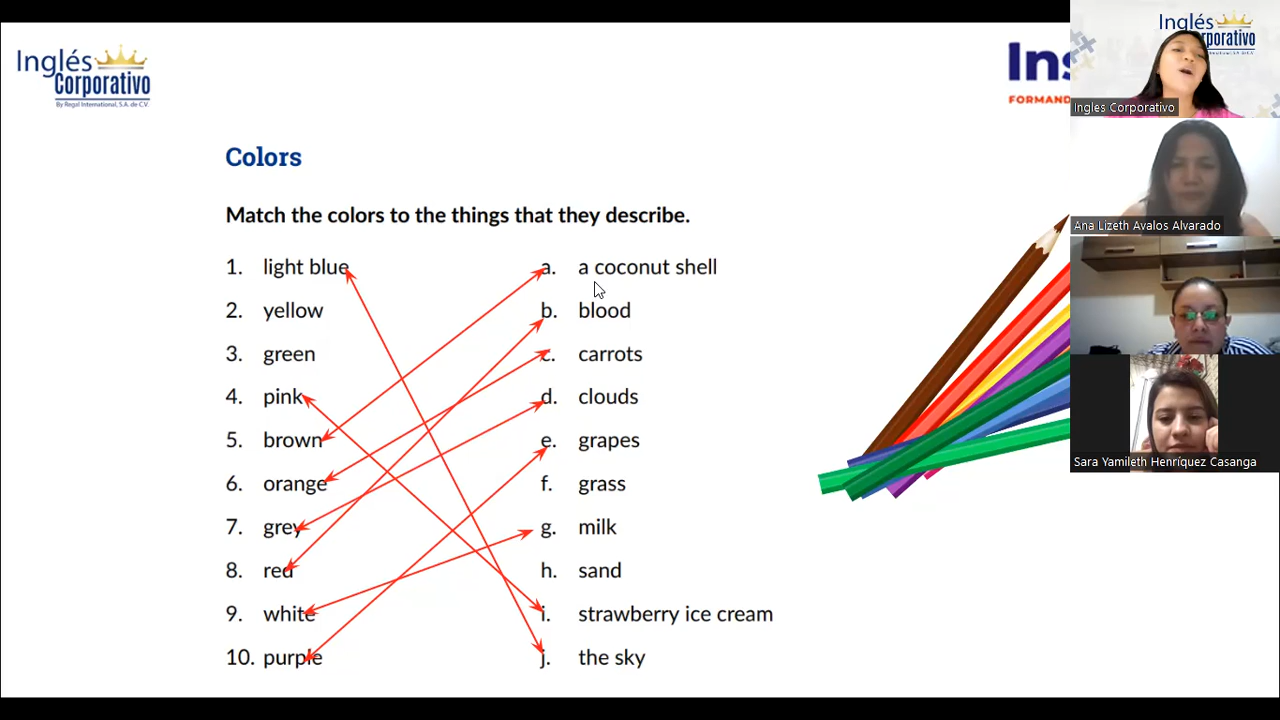 Inglés
Corporativo
By Regal International, S.A. de C.V.
Ins
FORMAND
Colors
Match the colors to the things that they describe.
1. light blue
2. yellow
3. green
4. pink
5. brown
6. orange
7. grey
8. red
9. white
10. purple
a. a coconut shell
b. blood
c. carrots
d. clouds
e. grapes
f. grass
g. milk
h. sand
i. strawberry ice cream
j. the sky
Inglés
Corporativo
Ingles Corporativo
Ana Lizeth Avalos Alvarado
Sara Yamileth Henríquez Casanga